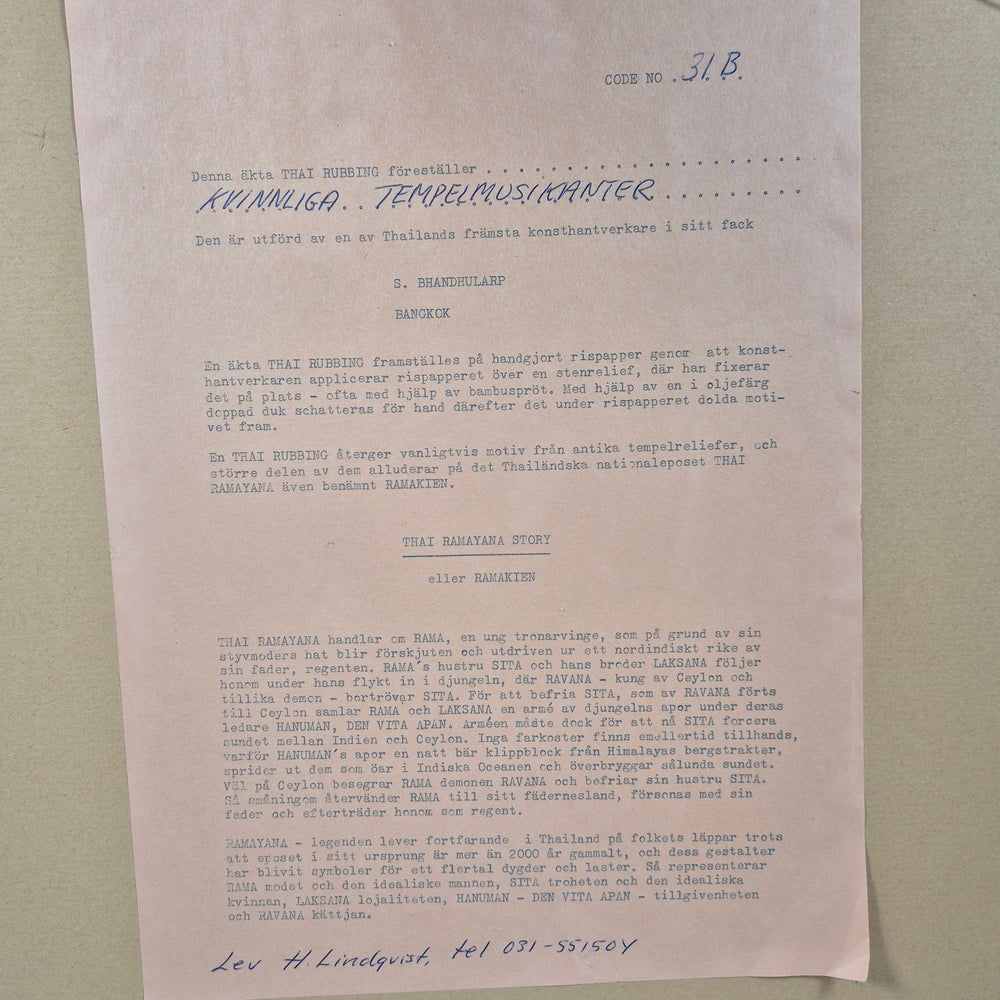 CODE NO . 31.B.
Denna äkta THAI RUBBING föreställer . . . . . . . . . . . . . . . . . . . .
KVINNLIGA . . TEMPELMUSIKANTER . . . . . . . .
Den är utförd av en av Thailands främsta konsthantverkare i sitt fack
S. BHANDHULARP
BANGKOK
En äkta THAI RUBBING framställes på handgjort rispapper genom att konst-
hantverkaren applicerar rispapperet över en stenrelief, där han fixerar
det på plats - ofta med hjälp av bambuspröt. Med hjälp av en i oljefärg
doppad duk schatteras för hand därefter det under rispapperet dolda moti-
vet fram.
En THAI RUBBING återger vanligtvis motiv från antika tempelreliefer, och
större delen av dem alluderar på det Thailändska nationaleposet THAI
RAMAYANA även benämnt RAMAKIEN.
THAI RAMAYANA STORY
eller RAMAKIEN
THAI RAMAYANA handlar om RAMA, en ung tronarvinge, som på grund av sin
styvmoders hat blir förskjuten och utdriven ur ett nordindiskt rike av
sin fader, regenten. RAMA's hustru SITA och hans broder LAKSANA följer
honom under hans flykt in i djungeln, där RAVANA - kung av Ceylon och
tillika demon - bortrövar SITA. För att befria SITA, som av RAVANA förts
till Ceylon samlar RAMA och LAKSANA en armé av djungelns apor under deras
ledare HANUMAN, DEN VITA APAN. Arméen måste dock för att nå SITA forcera
sundet mellan Indien och Ceylon. Inga farkoster finns emellertid tillhands,
varför HANUMAN's apor en natt bär klippblock från Himalayas bergstrakter,
sprider ut dem som öar i Indiska Oceanen och överbryggar sålunda sundet.
Väl på Ceylon besegrar RAMA demonen RAVANA och befriar sin hustru SITA.
Så småningom återvänder RAMA till sitt fädernesland, försonas med sin
fader och efterträder honom som regent.
RAMAYANA - legenden lever fortfarande i Thailand på folkets läppar trots
att eposet i sitt ursprung är mer än 2000 år gammalt, och dess gestalter
har blivit symboler för ett flertal dygder och laster. Så representerar
RAMA modet och den idealiske mannen, SITA troheten och den idealiska
kvinnan, LAKSANA lojaliteten, HANUMAN - DEN VITA APAN - tillgivenheten
och RAVANA kättjan.
Lev H. Lindqvist, tel 031-551504